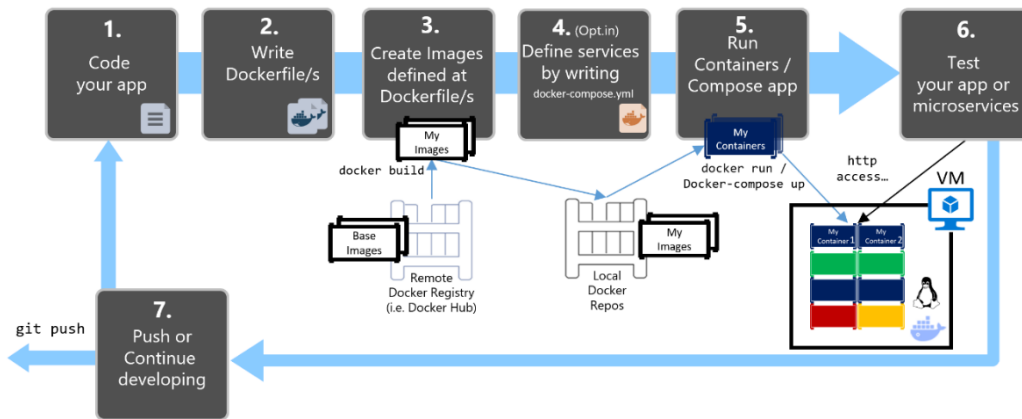 1.
Code
your app
2.
Write
Dockerfile/s
3.
Create Images
defined at
Dockerfile/s
My
Images
4. (Opt.in)
Define services
by writing
docker-compose.yml
5.
Run
Containers /
Compose app
My
Containers
6.
Test
your app or
microservices
docker build
docker run /
Docker-compose up
http
access…
VM
Base
Images
Remote
Docker Registry
(i.e. Docker Hub)
My
Images
Local
Docker
Repos
My
Container 1
My
Container 2
7.
Push or
Continue
developing
git push